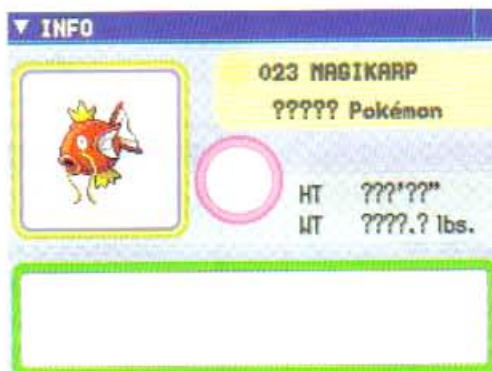 ▼ INFO
023 MAGIKARP
????? Pokémon
HT ???'??"
WT ????.? lbs.